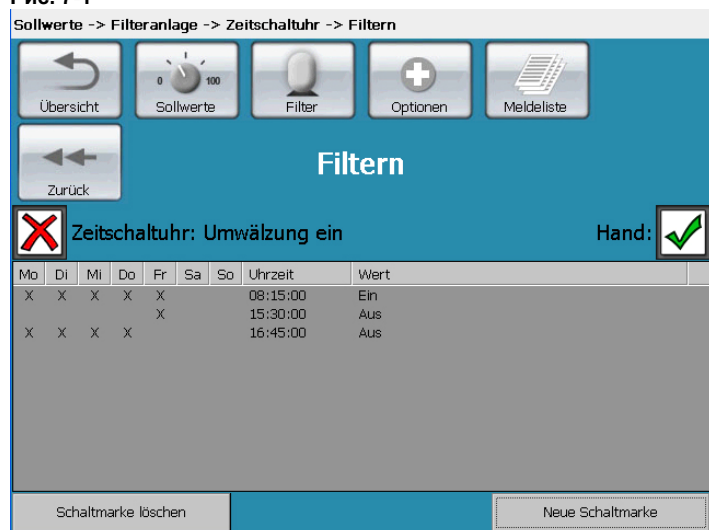 Рис. 7-1
Sollwerte -> Filteranlage -> Zeitschaltuhr -> Filtern
Übersicht
0 100
Sollwerte
Filter
Optionen
Meldeliste
Zurück
Filtern
Zeitschaltuhr: Umwälzung ein
Hand:
Mo Di Mi Do Fr Sa So Uhrzeit Wert
X X X X X 08:15:00 Ein
X 15:30:00 Aus
X X X X 16:45:00 Aus
Schaltmarke löschen
Neue Schaltmarke